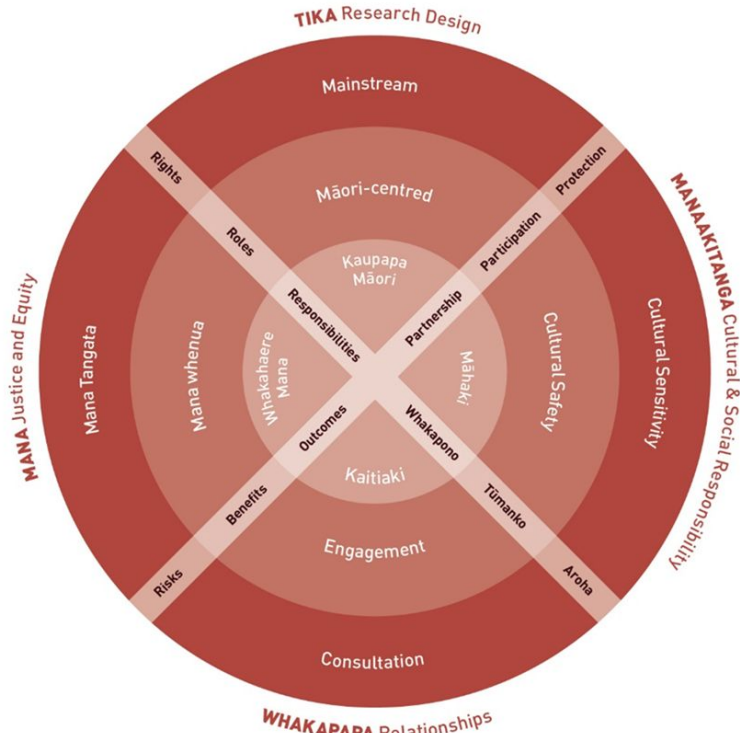 TIKA Research Design
Mainstream
Māori-centred
Kaupapa
Māori
MANAAKITANGA Cultural & Social Responsibility
Cultural Sensitivity
Cultural Safety
Māhaki
WHAKAPAPA Relationships
Consultation
Engagement
Kaitiaki
MANA Justice and Equity
Mana Tangata
Mana whenua
Whakahaere
Mana
Rights
Roles
Responsibilities
Protection
Participation
Partnership
Whakapono
Tūmanko
Aroha
Outcomes
Benefits
Risks